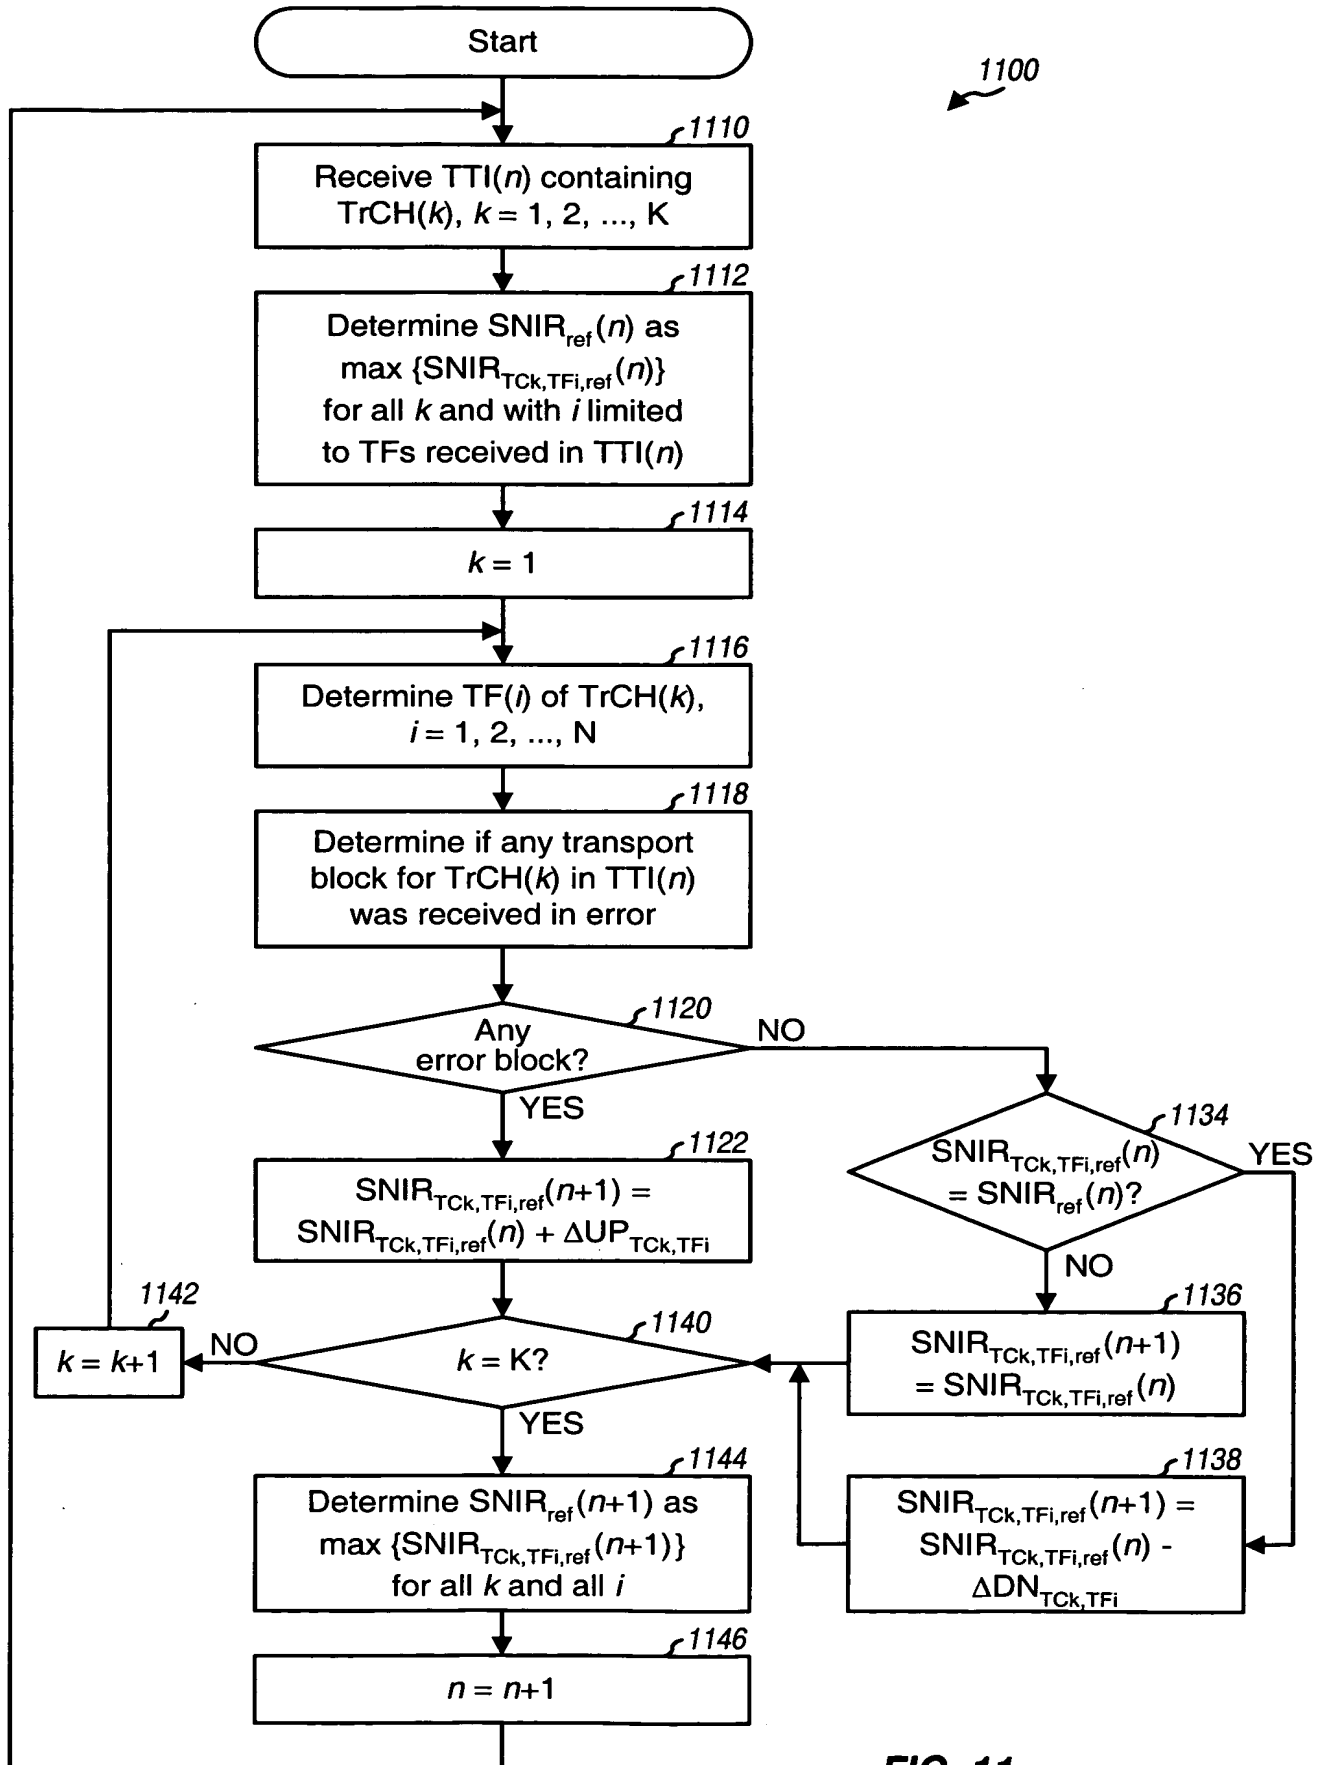 Start
1100
1110
Receive TTI(n) containing
TrCH(k), k = 1, 2, ..., K
1112
Determine SNIRref(n) as
max {SNIRTCk,TFi,ref(n)}
for all k and with i limited
to TFs received in TTI(n)
1114
k = 1
1116
Determine TF(i) of TrCH(k),
i = 1, 2, ..., N
1118
Determine if any transport
block for TrCH(k) in TTI(n)
was received in error
1120
Any
error block?
NO
YES
1134
SNIRTCk,TFi,ref(n)
= SNIRref(n)?
YES
NO
1122
SNIRTCk,TFi,ref(n+1) =
SNIRTCk,TFi,ref(n) + ΔUPTCk,TFi
1136
SNIRTCk,TFi,ref(n+1)
= SNIRTCk,TFi,ref(n)
1142
k = k+1
NO
1140
k = K?
YES
1138
SNIRTCk,TFi,ref(n+1) =
SNIRTCk,TFi,ref(n) -
ΔDNTCk,TFi
1144
Determine SNIRref(n+1) as
max {SNIRTCk,TFi,ref(n+1)}
for all k and all i
1146
n = n+1
FIG. 11